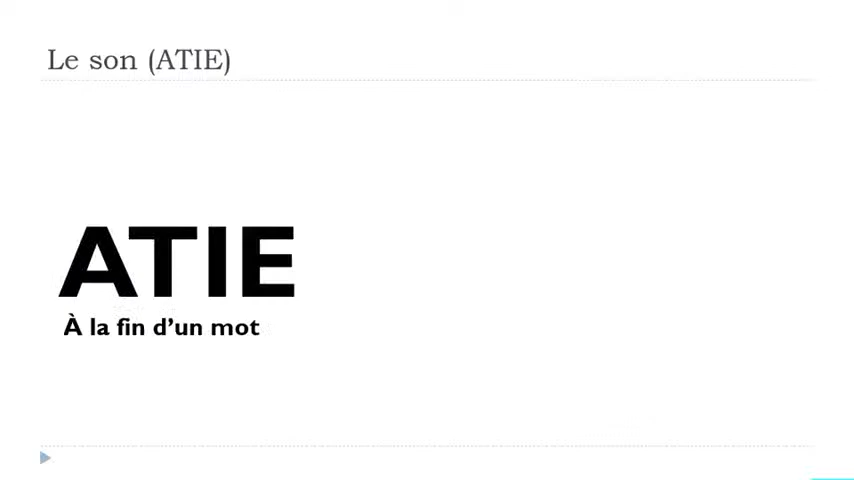 Le son (ATIE)
ATIE
À la fin d’un mot